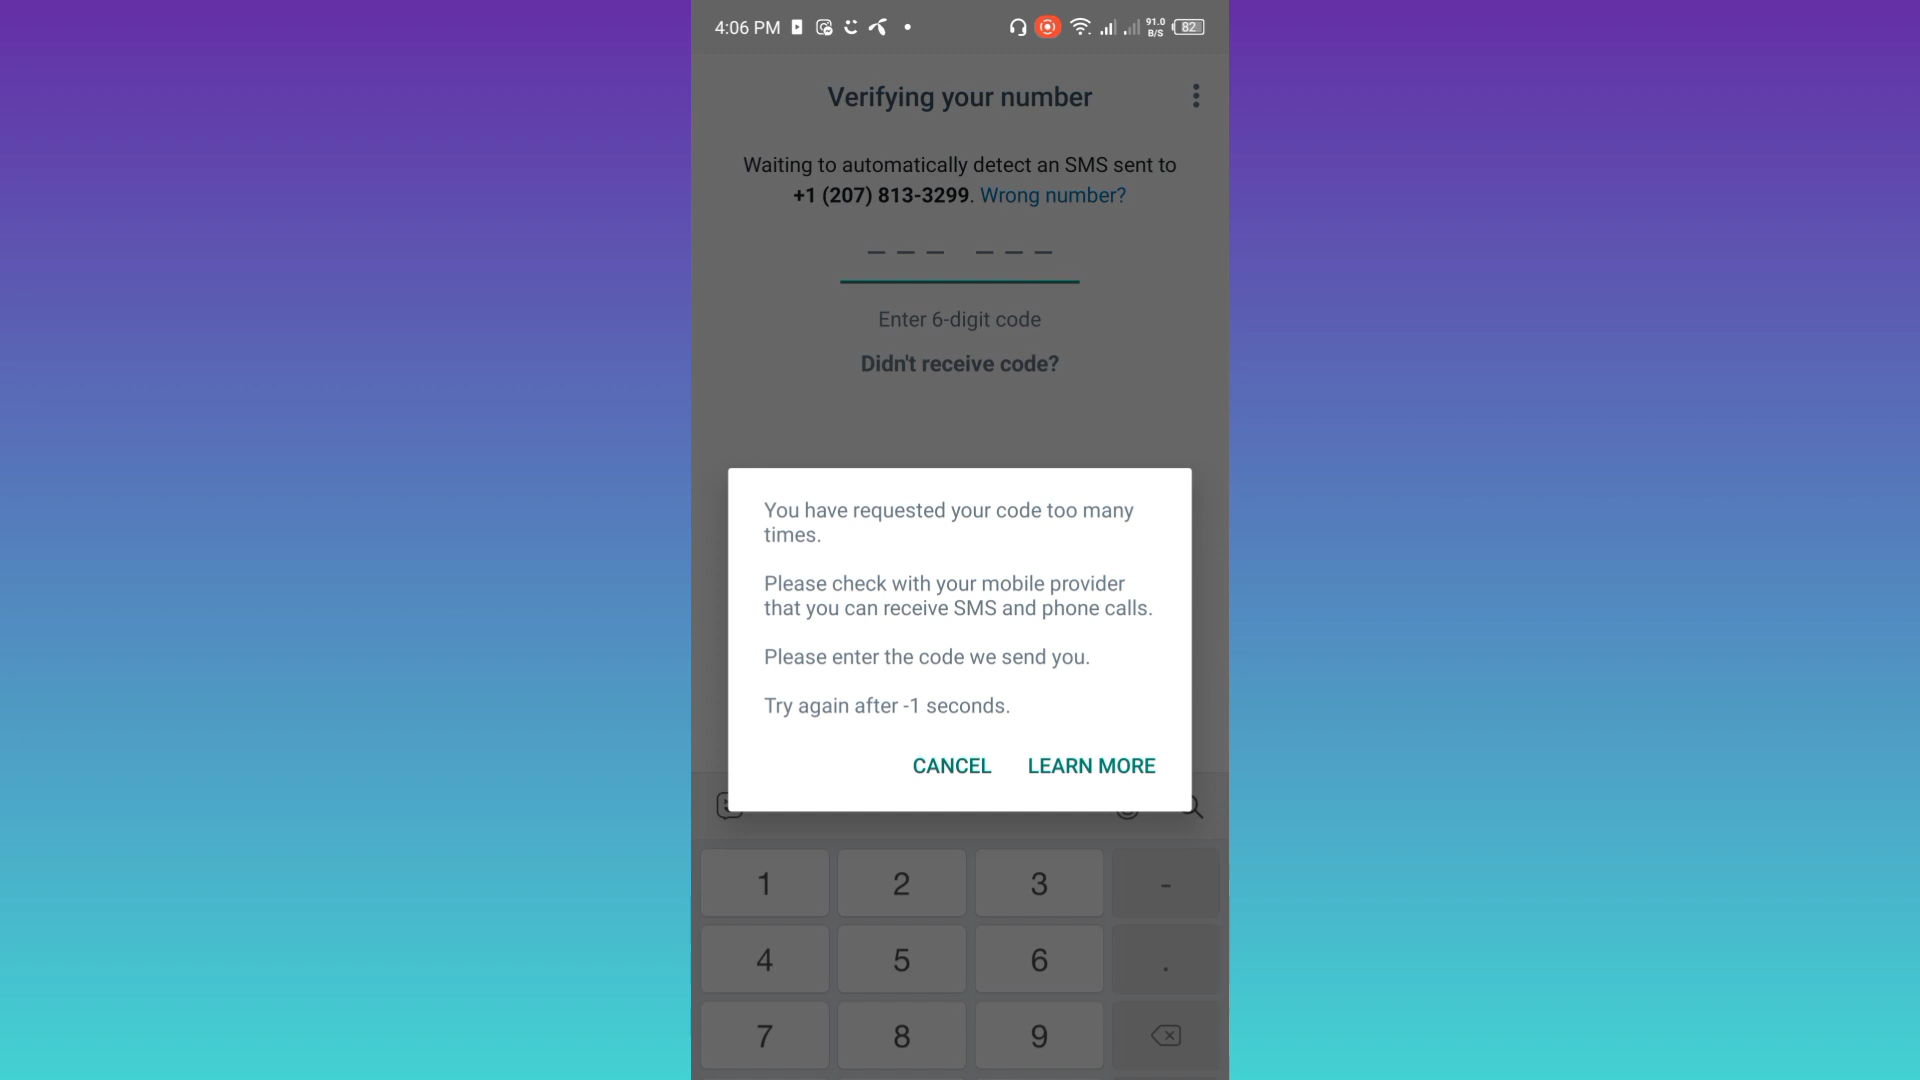 4:06 PM
91.0
B/S
82
Verifying your number
Waiting to automatically detect an SMS sent to
+1 (207) 813-3299. Wrong number?
Enter 6-digit code
Didn't receive code?
You have requested your code too many
times.
Please check with your mobile provider
that you can receive SMS and phone calls.
Please enter the code we send you.
Try again after -1 seconds.
CANCEL LEARN MORE
1 2 3 -
4 5 6 .
7 8 9